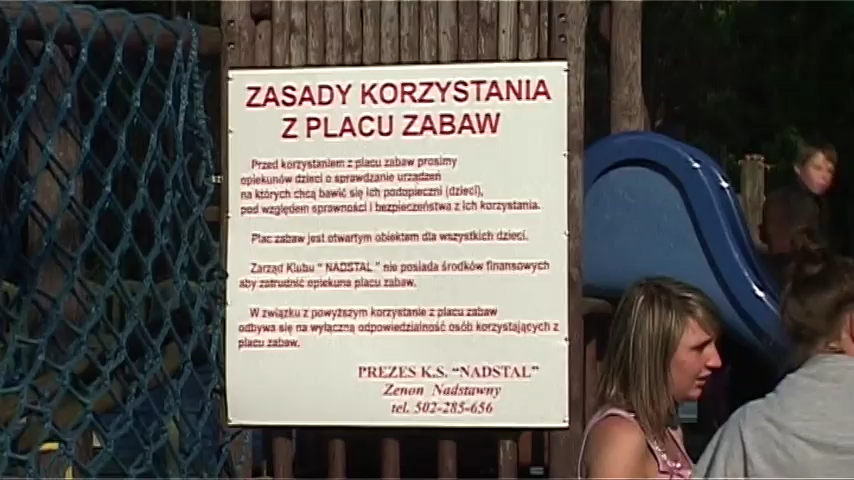 ZASADY KORZYSTANIA
Z PLACU ZABAW
Przed korzystaniem z placu zabaw prosimy
opiekunów dzieci o sprawdzanie urządzeń
na których chcą bawić się ich podopieczni (dzieci),
pod względem sprawności i bezpieczeństwa z ich korzystania.
Plac zabaw jest otwartym obiektem dla wszystkich dzieci.
Zarząd Klubu “ NADSTAL ” nie posiada środków finansowych
aby zatrudnić opiekuna placu zabaw.
W związku z powyższym korzystanie z placu zabaw
odbywa się na wyłączną odpowiedzialność osób korzystających z
placu zabaw.
PREZES K.S. “NADSTAL”
Zenon Nadstawny
tel. 502-285-656